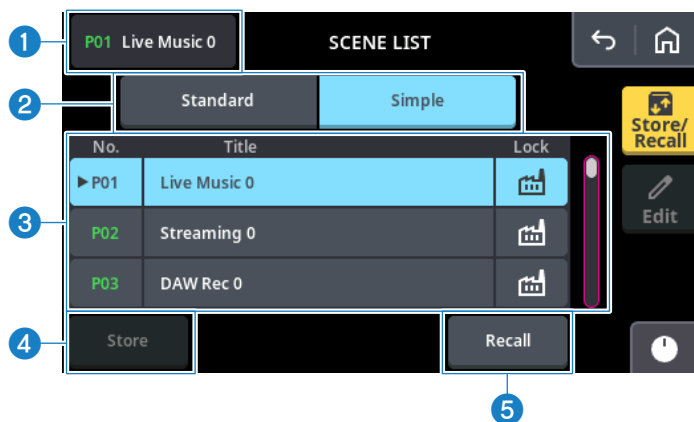 1
P01 Live Music 0
SCENE LIST
2
Standard
Simple
Store/
Recall
No.
Title
Lock
P01
Live Music 0
Edit
3
P02
Streaming 0
P03
DAW Rec 0
4
Store
Recall
5